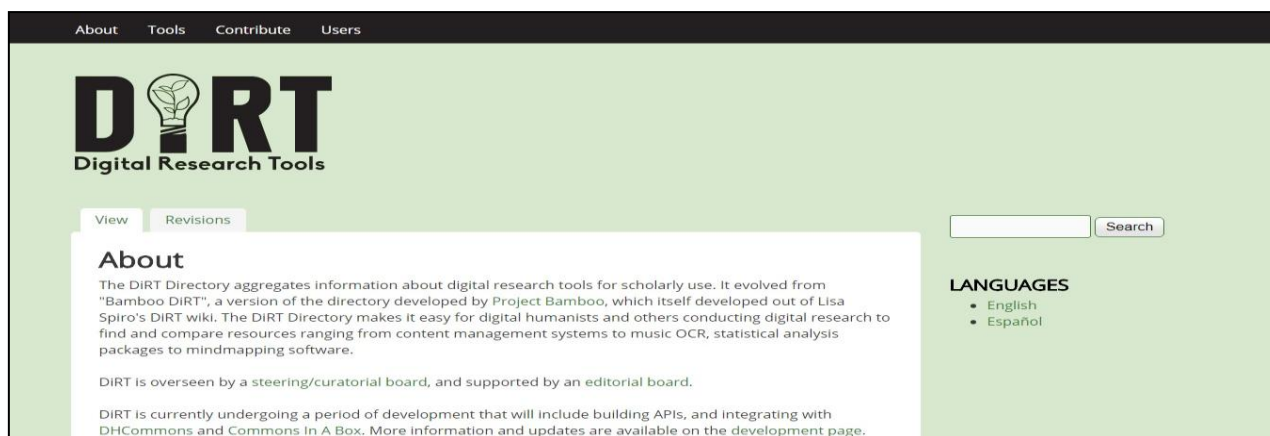 About Tools Contribute Users
DiRT
Digital Research Tools
View Revisions
Search
About
The DiRT Directory aggregates information about digital research tools for scholarly use. It evolved from
"Bamboo DiRT", a version of the directory developed by Project Bamboo, which itself developed out of Lisa
Spiro's DiRT wiki. The DiRT Directory makes it easy for digital humanists and others conducting digital research to
find and compare resources ranging from content management systems to music OCR, statistical analysis
packages to mindmapping software.
DiRT is overseen by a steering/curatorial board, and supported by an editorial board.
DiRT is currently undergoing a period of development that will include building APIs, and integrating with
DHCommons and Commons In A Box. More information and updates are available on the development page.
LANGUAGES
English
Español